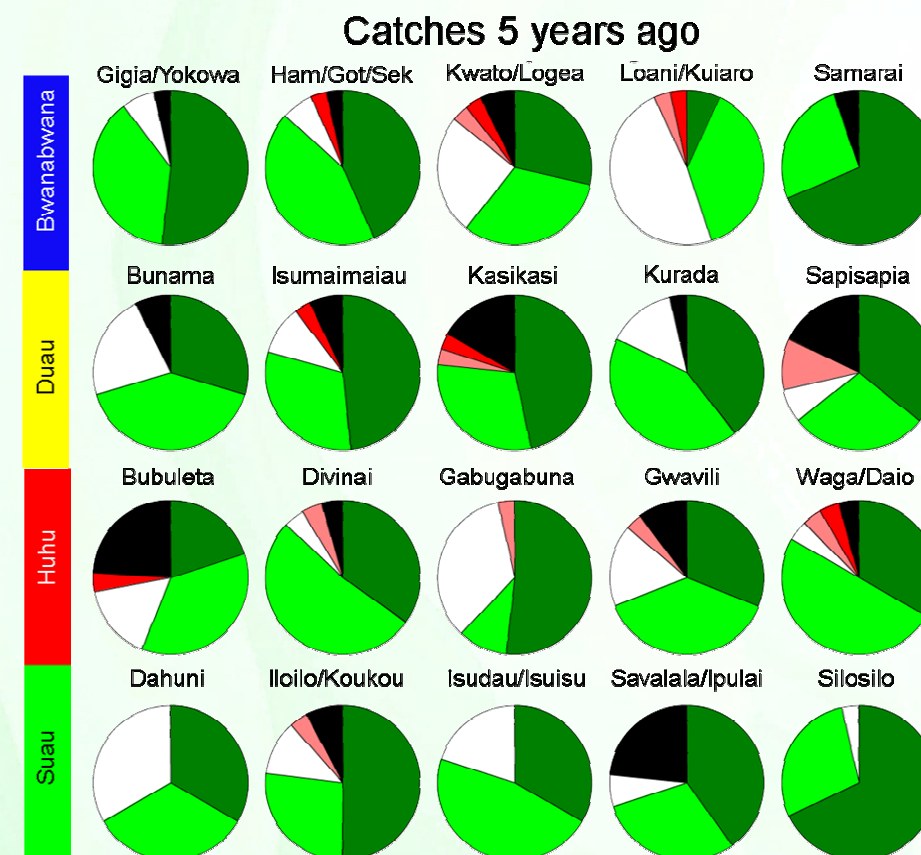 Catches 5 years ago
Bwanabwana
Gigia/Yokowa Ham/Got/Sek Kwato/Logea Loani/Kuiaro Samarai
Duau
Bunama Isumaimaiau Kasikasi Kurada Sapisapia
Huhu
Bubuleta Divinai Gabugabuna Gwavili Waga/Daio
Suau
Dahuni Iloilo/Koukou Isudau/Isuisu Savalala/Ipulai Silosilo